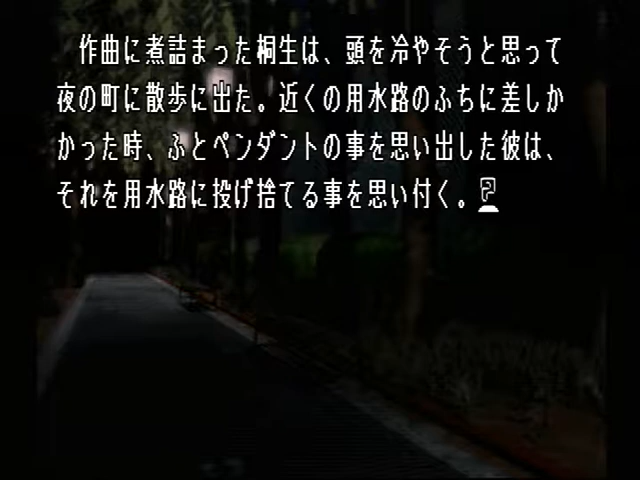 作曲に煮詰まった桐生は、頭を冷やそうと思って
夜の町に散歩に出た。近くの用水路のふちに差しか
かった時、ふとペンダントの事を思い出した彼は、
それを用水路に投げ捨てる事を思い付く。